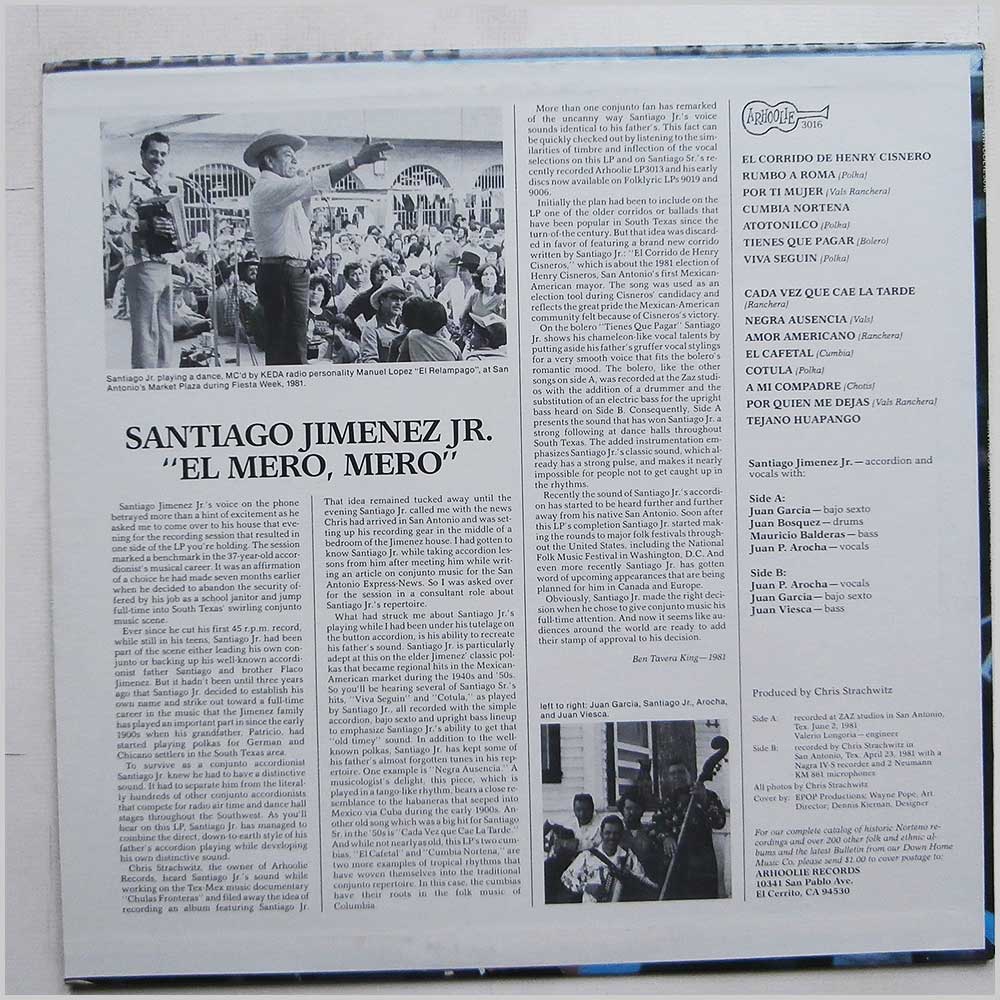 Santiago Jr. playing a dance, MC'd by KEDA radio personality Manuel Lopez "El Relampago", at San
Antonio's Market Plaza during Fiesta Week, 1981.
SANTIAGO JIMENEZ JR.
"EL MERO, MERO"
Santiago Jimenez Jr.'s voice on the phone
betrayed more than a hint of excitement as he
asked me to come over to his house that eve-
ning for the recording session that resulted in
one side of the LP you're holding. The session
marked a benchmark in the 37-year-old accor-
dionist's musical career. It was an affirmation
of a choice he had made seven months earlier
when he decided to abandon the security of-
fered by his job as a school janitor and jump
full-time into South Texas' swirling conjunto
music scene.
Ever since he cut his first 45 r.p.m. record,
while still in his teens, Santiago Jr. had been
part of the scene either leading his own con-
junto or backing up his well-known accordi-
onist father Santiago and brother Flaco
Jimenez. But it hadn't been until three years
ago that Santiago Jr. decided to establish his
own name and strike out toward a full-time
career in the music that the Jimenez family
has played an important part in since the early
1900s when his grandfather, Patricio, had
started playing polkas for German and
Chicano settlers in the South Texas area.
To survive as a conjunto accordionist
Santiago Jr. knew he had to have a distinctive
sound. It had to separate him from the literal-
ly hundreds of other conjunto accordionists
that compete for radio air time and dance hall
stages throughout the Southwest. As you'll
hear on this LP, Santiago Jr. has managed to
combine the direct, down-to-earth style of his
father's accordion playing while developing
his own distinctive sound.
Chris Strachwitz, the owner of Arhoolie
Records, heard Santiago Jr.'s sound while
working on the Tex-Mex music documentary
"Chulas Fronteras" and filed away the idea of
recording an album featuring Santiago Jr.
That idea remained tucked away until the
evening Santiago Jr. called me with the news
Chris had arrived in San Antonio and was set-
ting up his recording gear in the middle of a
bedroom of the Jimenez house. I had gotten to
know Santiago Jr. while taking accordion les-
sons from him after meeting him while writ-
ing an article on conjunto music for the San
Antonio Express-News. So I was asked over
for the session in a consultant role about
Santiago Jr.'s repertoire.
What had struck me about Santiago Jr.'s
playing while I had been under his tutelage on
the button accordion, is his ability to recreate
his father's sound. Santiago Jr. is particularly
adept at this on the elder Jimenez' classic pol-
kas that became regional hits in the Mexican-
American market during the 1940s and '50s.
So you'll be hearing several of Santiago Sr.'s
hits, "Viva Seguin" and "Cotula," as played
by Santiago Jr., all recorded with the simple
accordion, bajo sexto and upright bass lineup
to emphasize Santiago Jr.'s ability to get that
"old timey" sound. In addition to the well-
known polkas, Santiago Jr. has kept some of
his father's almost forgotten tunes in his rep-
ertoire. One example is "Negra Ausencia." A
musicologist's delight, this piece, which is
played in a tango-like rhythm, bears a close re-
semblance to the habaneras that seeped into
Mexico via Cuba during the early 1900s. An-
other old song which was a big hit for Santiago
Sr. in the '50s is "Cada Vez que Cae La Tarde."
And while not nearly as old, this LP's two cum-
bias, "El Cafetal" and "Cumbia Nortena," are
two more examples of tropical rhythms that
have woven themselves into the traditional
conjunto repertoire. In this case, the cumbias
have their roots in the folk music of
Columbia
More than one conjunto fan has remarked
of the uncanny way Santiago Jr.'s voice
sounds identical to his father's. This fact can
be quickly checked out by listening to the sim-
ilarities of timbre and inflection of the vocal
selections on this LP and on Santiago Sr.'s re-
cently recorded Arhoolie LP3013 and his early
discs now available on Folklyric LPs 9019 and
9006.
Initially the plan had been to include on the
LP one of the older corridos or ballads that
have been popular in South Texas since the
turn-of-the century. But that idea was discard-
ed in favor of featuring a brand new corrido
written by Santiago Jr.: "El Corrido de Henry
Cisneros," which is about the 1981 election of
Henry Cisneros, San Antonio's first Mexican-
American mayor. The song was used as an
election tool during Cisneros' candidacy and
reflects the great pride the Mexican-American
community felt because of Cisneros's victory.
On the bolero "Tienes Que Pagar" Santiago
Jr. shows his chameleon-like vocal talents by
putting aside his father's gruffer vocal stylings
for a very smooth voice that fits the bolero's
romantic mood. The bolero, like the other
songs on side A, was recorded at the Zaz studi-
os with the addition of a drummer and the
substitution of an electric bass for the upright
bass heard on Side B. Consequently, Side A
presents the sound that has won Santiago Jr. a
strong following at dance halls throughout
South Texas. The added instrumentation em-
phasizes Santiago Jr.'s classic sound, which al-
ready has a strong pulse, and makes it nearly
impossible for people not to get caught up in
the rhythms.
Recently the sound of Santiago Jr.'s accordi-
on has started to be heard further and further
away from his native San Antonio. Soon after
this LP's completion Santiago Jr. started mak-
ing the rounds to major folk festivals through-
out the United States, including the National
Folk Music Festival in Washington, D.C. And
even more recently Santiago Jr. has gotten
word of upcoming appearances that are being
planned for him in Canada and Europe.
Obviously, Santiago Jr. made the right deci-
sion when he chose to give conjunto music his
full-time attention. And now it seems like au-
diences around the world are ready to add
their stamp of approval to his decision.
Ben Tavera King—1981
left to right: Juan Garcia, Santiago Jr., Arocha,
and Juan Viesca.
ARHOOLIE
3016
EL CORRIDO DE HENRY CISNERO
RUMBO A ROMA (Polka)
POR TI MUJER (Vals Ranchera)
CUMBIA NORTENA
ATOTONILCO (Polka)
TIENES QUE PAGAR (Bolero)
VIVA SEGUIN (Polka)
CADA VEZ QUE CAE LA TARDE
(Ranchera)
NEGRA AUSENCIA (Vals)
AMOR AMERICANO (Ranchera)
EL CAFETAL (Cumbia)
COTULA (Polka)
A MI COMPADRE (Chotis)
POR QUIEN ME DEJAS (Vals Ranchera)
TEJANO HUAPANGO
Santiago Jimenez Jr.—accordion and
vocals with:
Side A:
Juan Garcia—bajo sexto
Juan Bosquez—drums
Mauricio Balderas—bass
Juan P. Arocha—vocals
Side B:
Juan P. Arocha—vocals
Juan Garcia—bajo sexto
Juan Viesca—bass
Produced by Chris Strachwitz
Side A: recorded at ZAZ studios in San Antonio,
Tex. June 2, 1981
Valerio Longoria—engineer
Side B: recorded by Chris Strachwitz in
San Antonio, Tex. April 23, 1981 with a
Nagra IV-S recorder and 2 Neumann
KM 861 microphones
All photos by Chris Strachwitz
Cover by: EPOP Productions; Wayne Pope, Art
Director; Dennis Kiernan, Designer
For our complete catalog of historic Norteno re-
cordings and over 200 other folk and ethnic al-
bums and the latest Bulletin from our Down Home
Music Co. please send $1.00 to cover postage to:
ARHOOLIE RECORDS
10341 San Pablo Ave.
El Cerrito, CA 94530